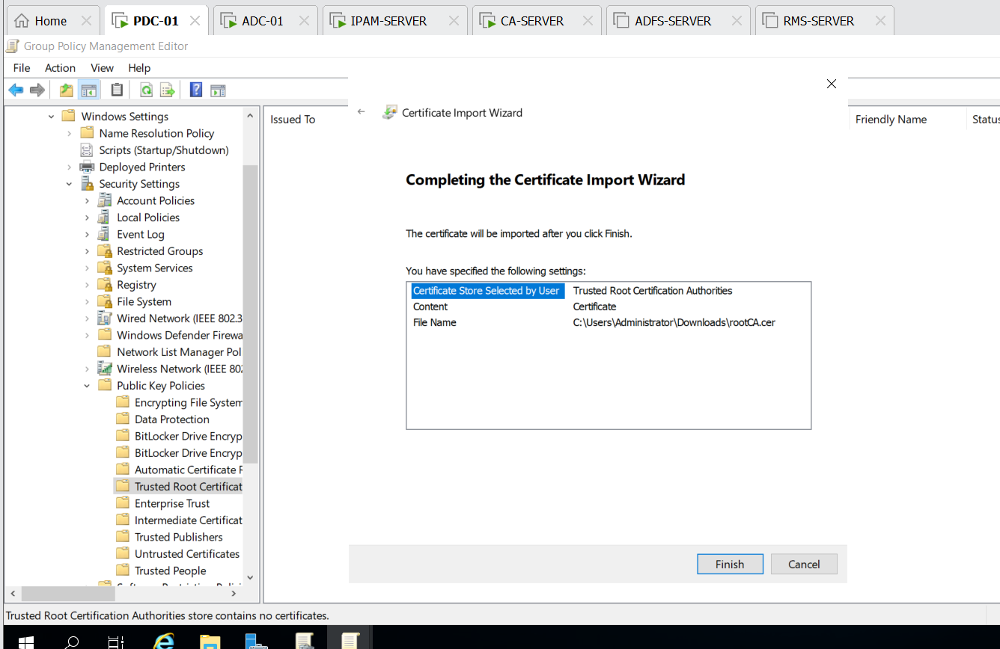 Home
PDC-01
ADC-01
IPAM-SERVER
CA-SERVER
ADFS-SERVER
RMS-SERVER
Group Policy Management Editor
File Action View Help
Windows Settings
Name Resolution Policy
Scripts (Startup/Shutdown)
Deployed Printers
Security Settings
Account Policies
Local Policies
Event Log
Restricted Groups
System Services
Registry
File System
Wired Network (IEEE 802.3
Windows Defender Firewa
Network List Manager Pol
Wireless Network (IEEE 802
Public Key Policies
Encrypting File System
Data Protection
BitLocker Drive Encryp
BitLocker Drive Encryp
Automatic Certificate R
Trusted Root Certificat
Enterprise Trust
Intermediate Certificat
Trusted Publishers
Untrusted Certificates
Trusted People
Issued To
Friendly Name
Status
Certificate Import Wizard
Completing the Certificate Import Wizard
The certificate will be imported after you click Finish.
You have specified the following settings:
Certificate Store Selected by User Trusted Root Certification Authorities
Content Certificate
File Name C:\Users\Administrator\Downloads\rootCA.cer
Finish
Cancel
Trusted Root Certification Authorities store contains no certificates.